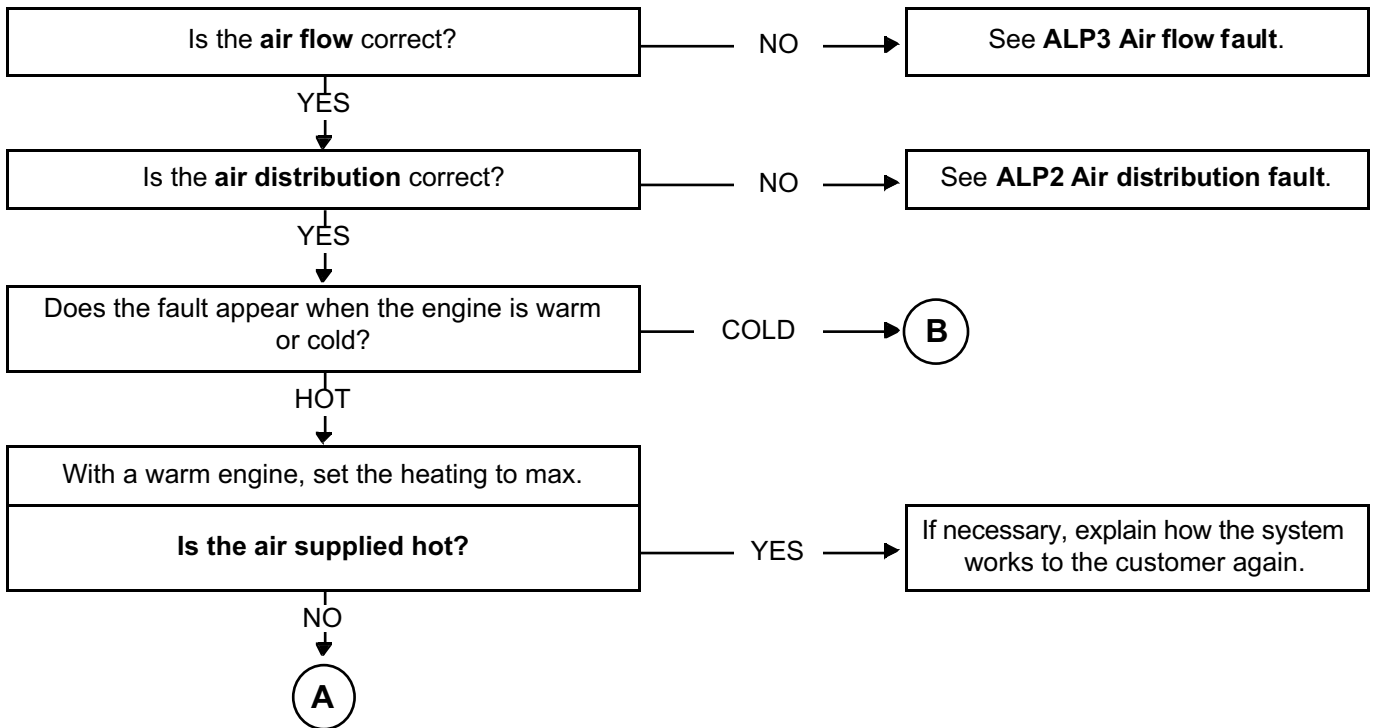 Is the air flow correct?
NO
See ALP3 Air flow fault.
YES
Is the air distribution correct?
NO
See ALP2 Air distribution fault.
YES
Does the fault appear when the engine is warm
or cold?
COLD
B
HOT
With a warm engine, set the heating to max.
Is the air supplied hot?
YES
If necessary, explain how the system
works to the customer again.
NO
A